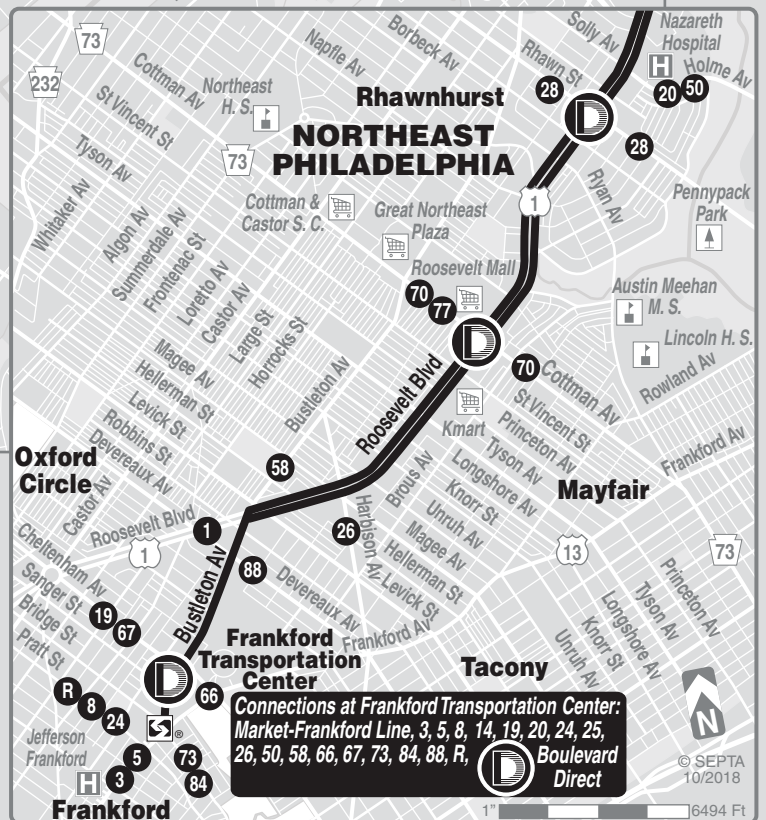 73
232
Cottman Av
Napfle Av
Borbeck Av
Solly Av
Rhawn St
Nazareth
Hospital
H
Holme Av
20
50
Northeast
H. S.
St Vincent St
Rhawnhurst
28
D
28
NORTHEAST
PHILADELPHIA
Tyson Av
73
1
Ryan Av
Pennypack
Park
Whitaker Av
Algon Av
Summerdale Av
Frontenac St
Loretto Av
Castor Av
Large St
Horrocks St
Cottman &
Castor S. C.
Great Northeast
Plaza
Roosevelt Mall
70
77
D
Austin Meehan
M. S.
Lincoln H. S.
Rowland Av
70
Cottman Av
Magee Av
Hellerman St
Levick St
Robbins St
Devereaux Av
Bustleton Av
Roosevelt Blvd
Kmart
St Vincent St
Princeton Av
Tyson Av
Longshore Av
Knorr St
Unruh Av
Magee Av
Hellerman St
Levick St
Brous Av
Frankford Av
Mayfair
Oxford
Circle
Castor Av
58
Roosevelt Blvd
1
1
Harbison Av
26
13
73
88
Devereaux Av
Frankford Av
Cheltenham Av
Sanger St
Bridge St
Pratt St
19
67
Bustleton Av
Princeton Av
Tyson Av
Longshore Av
Knorr St
Unruh Av
Frankford
Transportation
Center
Tacony
D
66
R
8
24
S®
Jefferson
Frankford
H
5
3
73
84
Frankford
Connections at Frankford Transportation Center:
Market-Frankford Line, 3, 5, 8, 14, 19, 20, 24, 25,
26, 50, 58, 66, 67, 73, 84, 88, R, D Boulevard
Direct
N
© SEPTA
10/2018
1"
6494 Ft